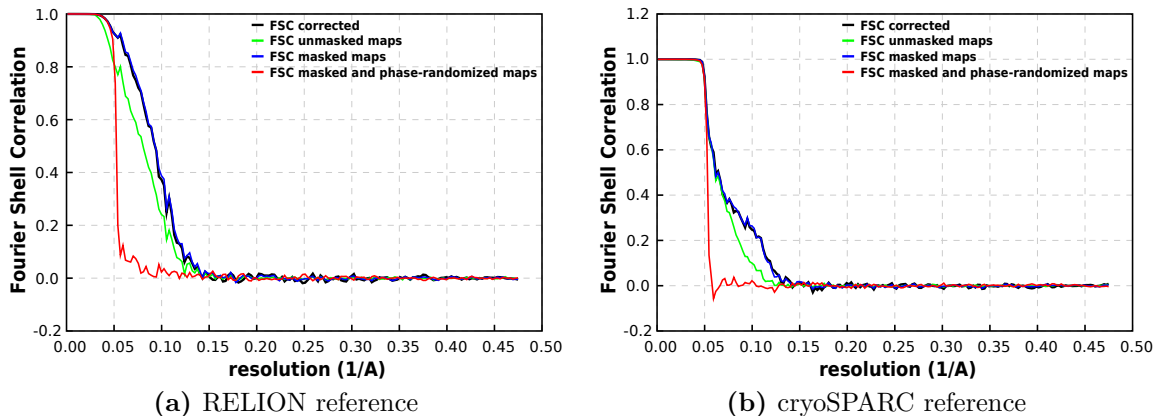 1.0
0.8
0.6
0.4
0.2
0.0
-0.2
Fourier Shell Correlation
FSC corrected
FSC unmasked maps
FSC masked maps
FSC masked and phase-randomized maps
0.00 0.05 0.10 0.15 0.20 0.25 0.30 0.35 0.40 0.45 0.50
resolution (1/A)
(a) RELION reference
1.2
1.0
0.8
0.6
0.4
0.2
0.0
-0.2
Fourier Shell Correlation
FSC corrected
FSC unmasked maps
FSC masked maps
FSC masked and phase-randomized maps
0.00 0.05 0.10 0.15 0.20 0.25 0.30 0.35 0.40 0.45 0.50
resolution (1/A)
(b) cryoSPARC reference